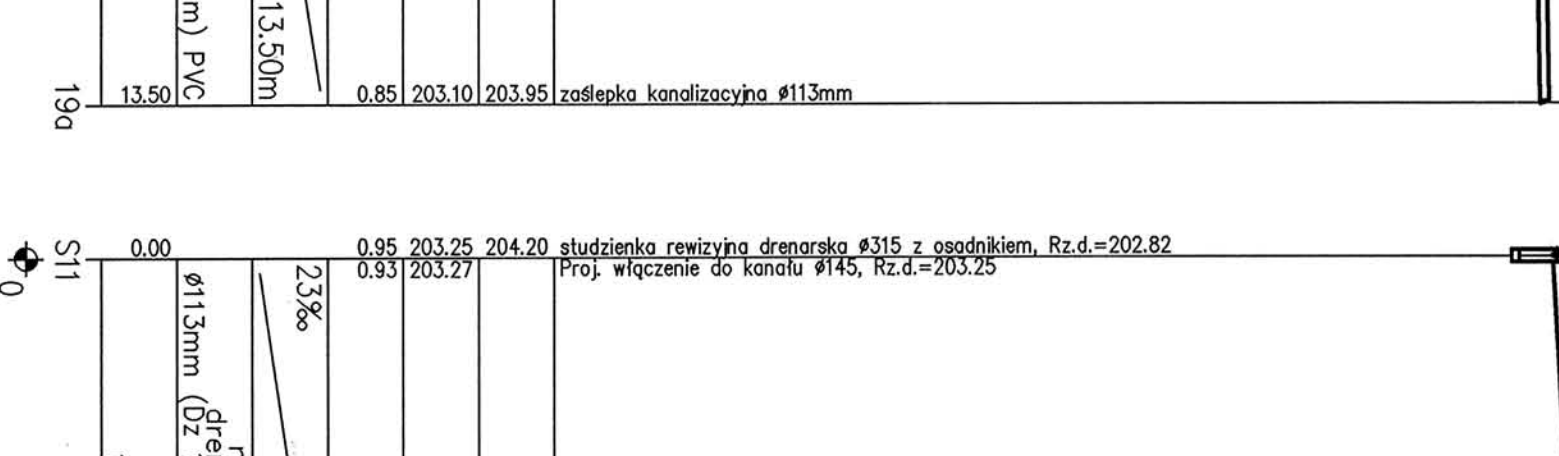 m) PVC
13.50m
19a
13.50 0.85 203.10 203.95 zaślepka kanalizacyjna ø113mm
S11
0.00 0.95 203.25 204.20 studzienka rewizyjna drenarska ø315 z osadnikiem, Rz.d.=202.82
0.93 203.27 Proj. włączenie do kanału ø145, Rz.d.=203.25
0
23‰
ø113mm (Dz